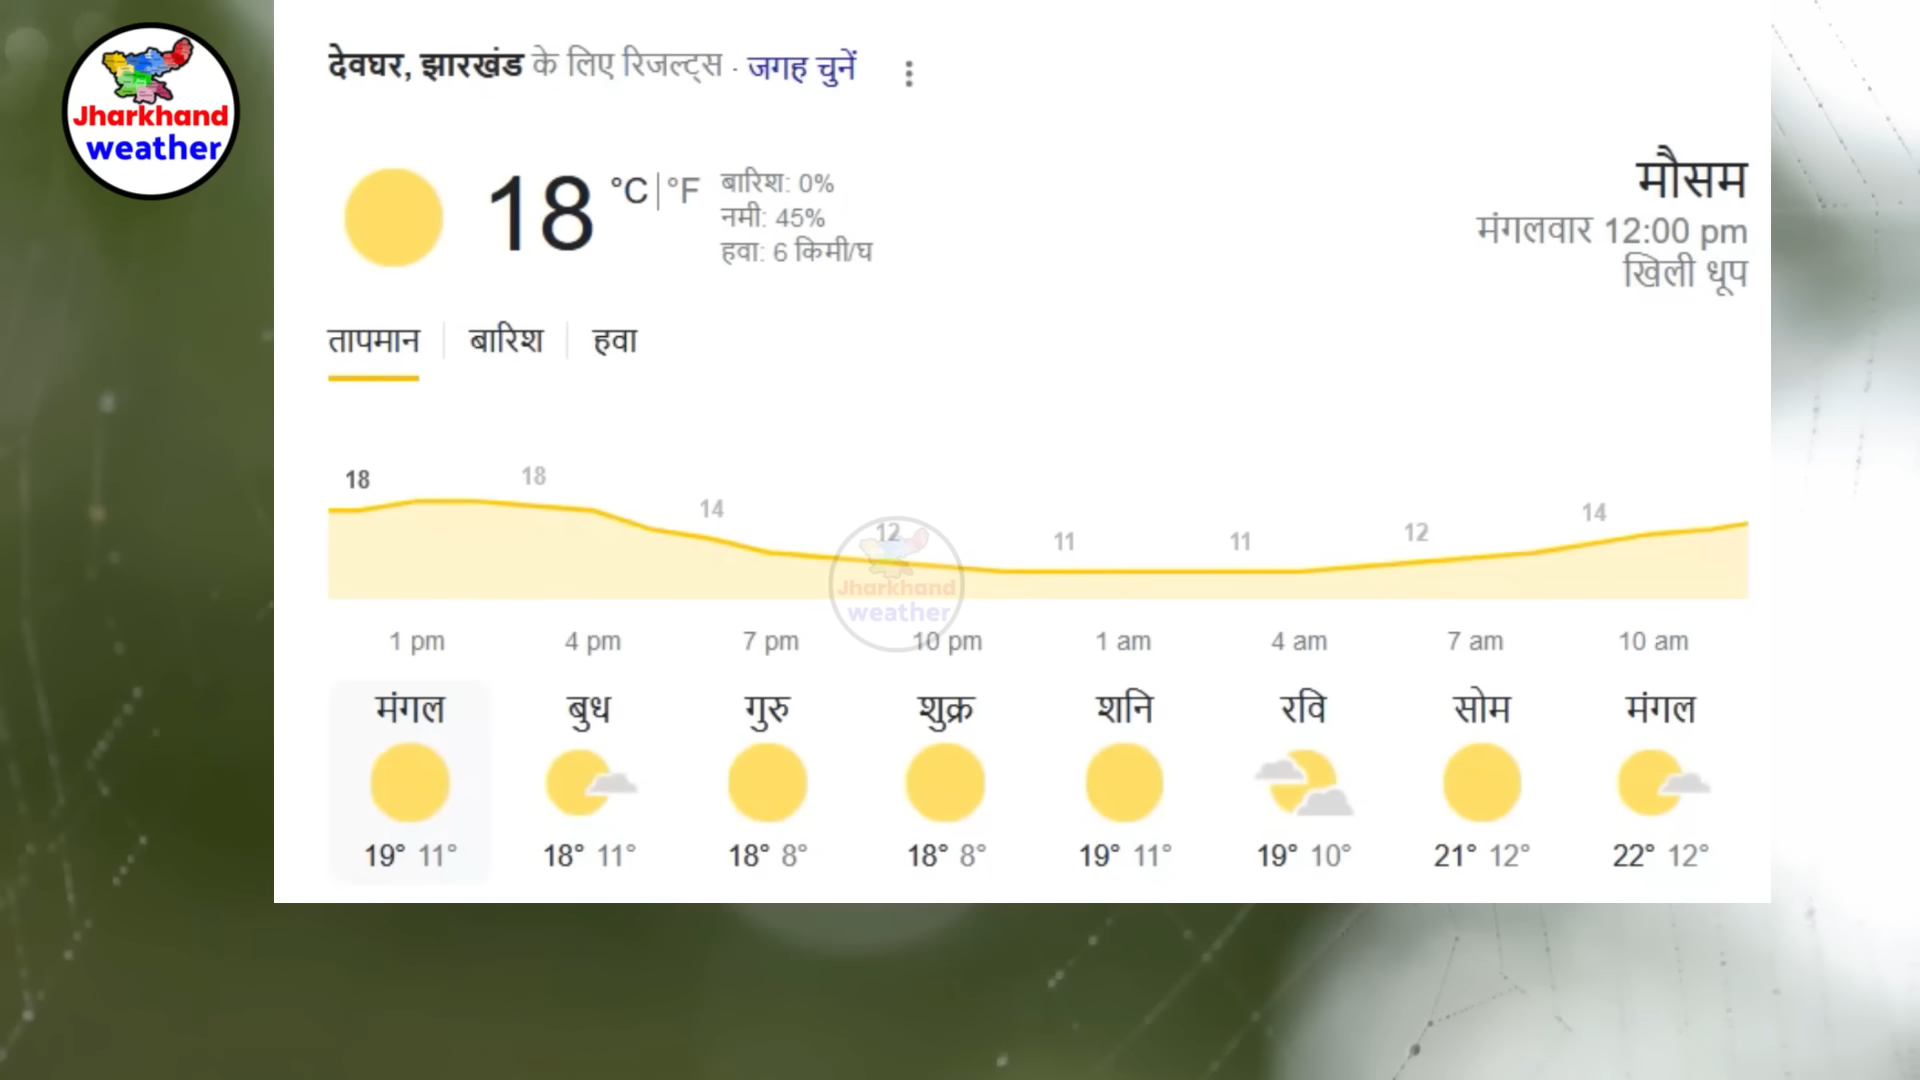 Jharkhand
weather
देवघर, झारखंड के लिए रिजल्ट्स · जगह चुनें
18 °C | °F
बारिश: 0%
नमी: 45%
हवा: 6 किमी/घ
मौसम
मंगलवार 12:00 pm
खिली धूप
तापमान बारिश हवा
18 18 14 12 11 11 12 14
Jharkhand
weather
1 pm 4 pm 7 pm 10 pm 1 am 4 am 7 am 10 am
मंगल बुध गुरु शुक्र शनि रवि सोम मंगल
19° 11° 18° 11° 18° 8° 18° 8° 19° 11° 19° 10° 21° 12° 22° 12°